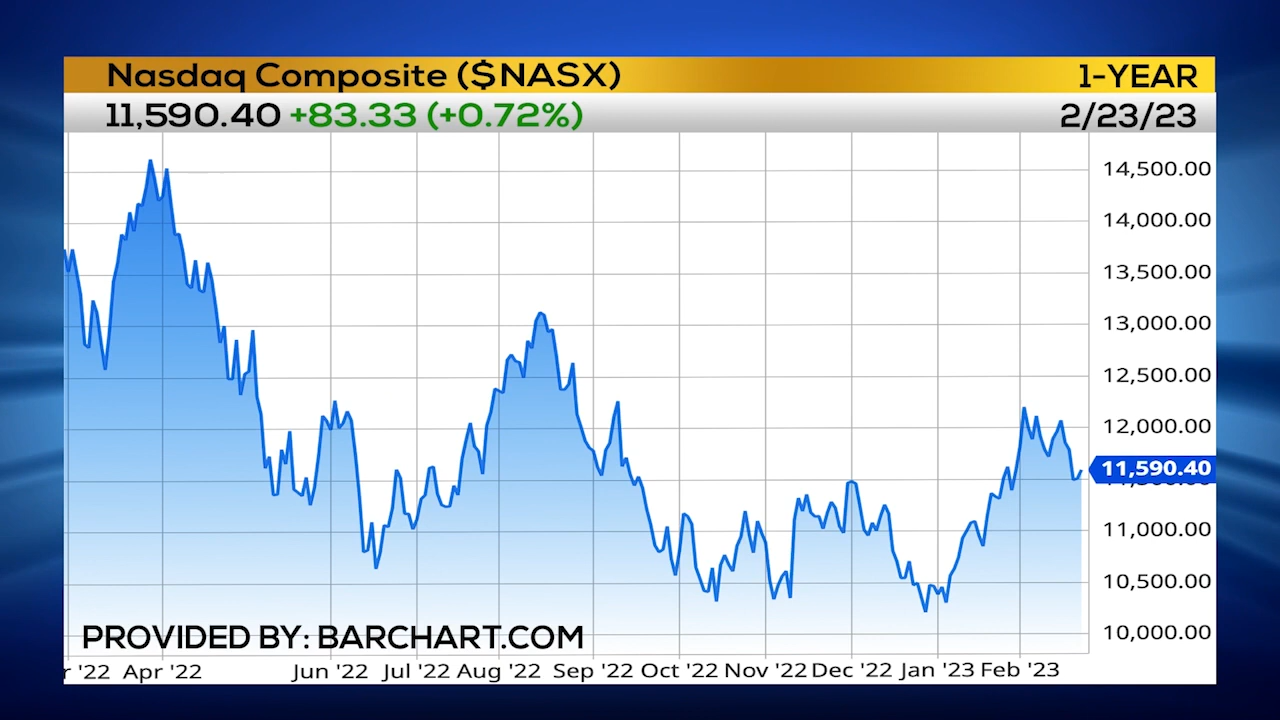 Nasdaq Composite ($NASX) 1-YEAR
11,590.40 +83.33 (+0.72%) 2/23/23
14,500.00
14,000.00
13,500.00
13,000.00
12,500.00
12,000.00
11,590.40
11,000.00
10,500.00
10,000.00
PROVIDED BY: BARCHART.COM
r '22 Apr '22 Jun '22 Jul '22 Aug '22 Sep '22 Oct '22 Nov '22 Dec '22 Jan '23 Feb '23